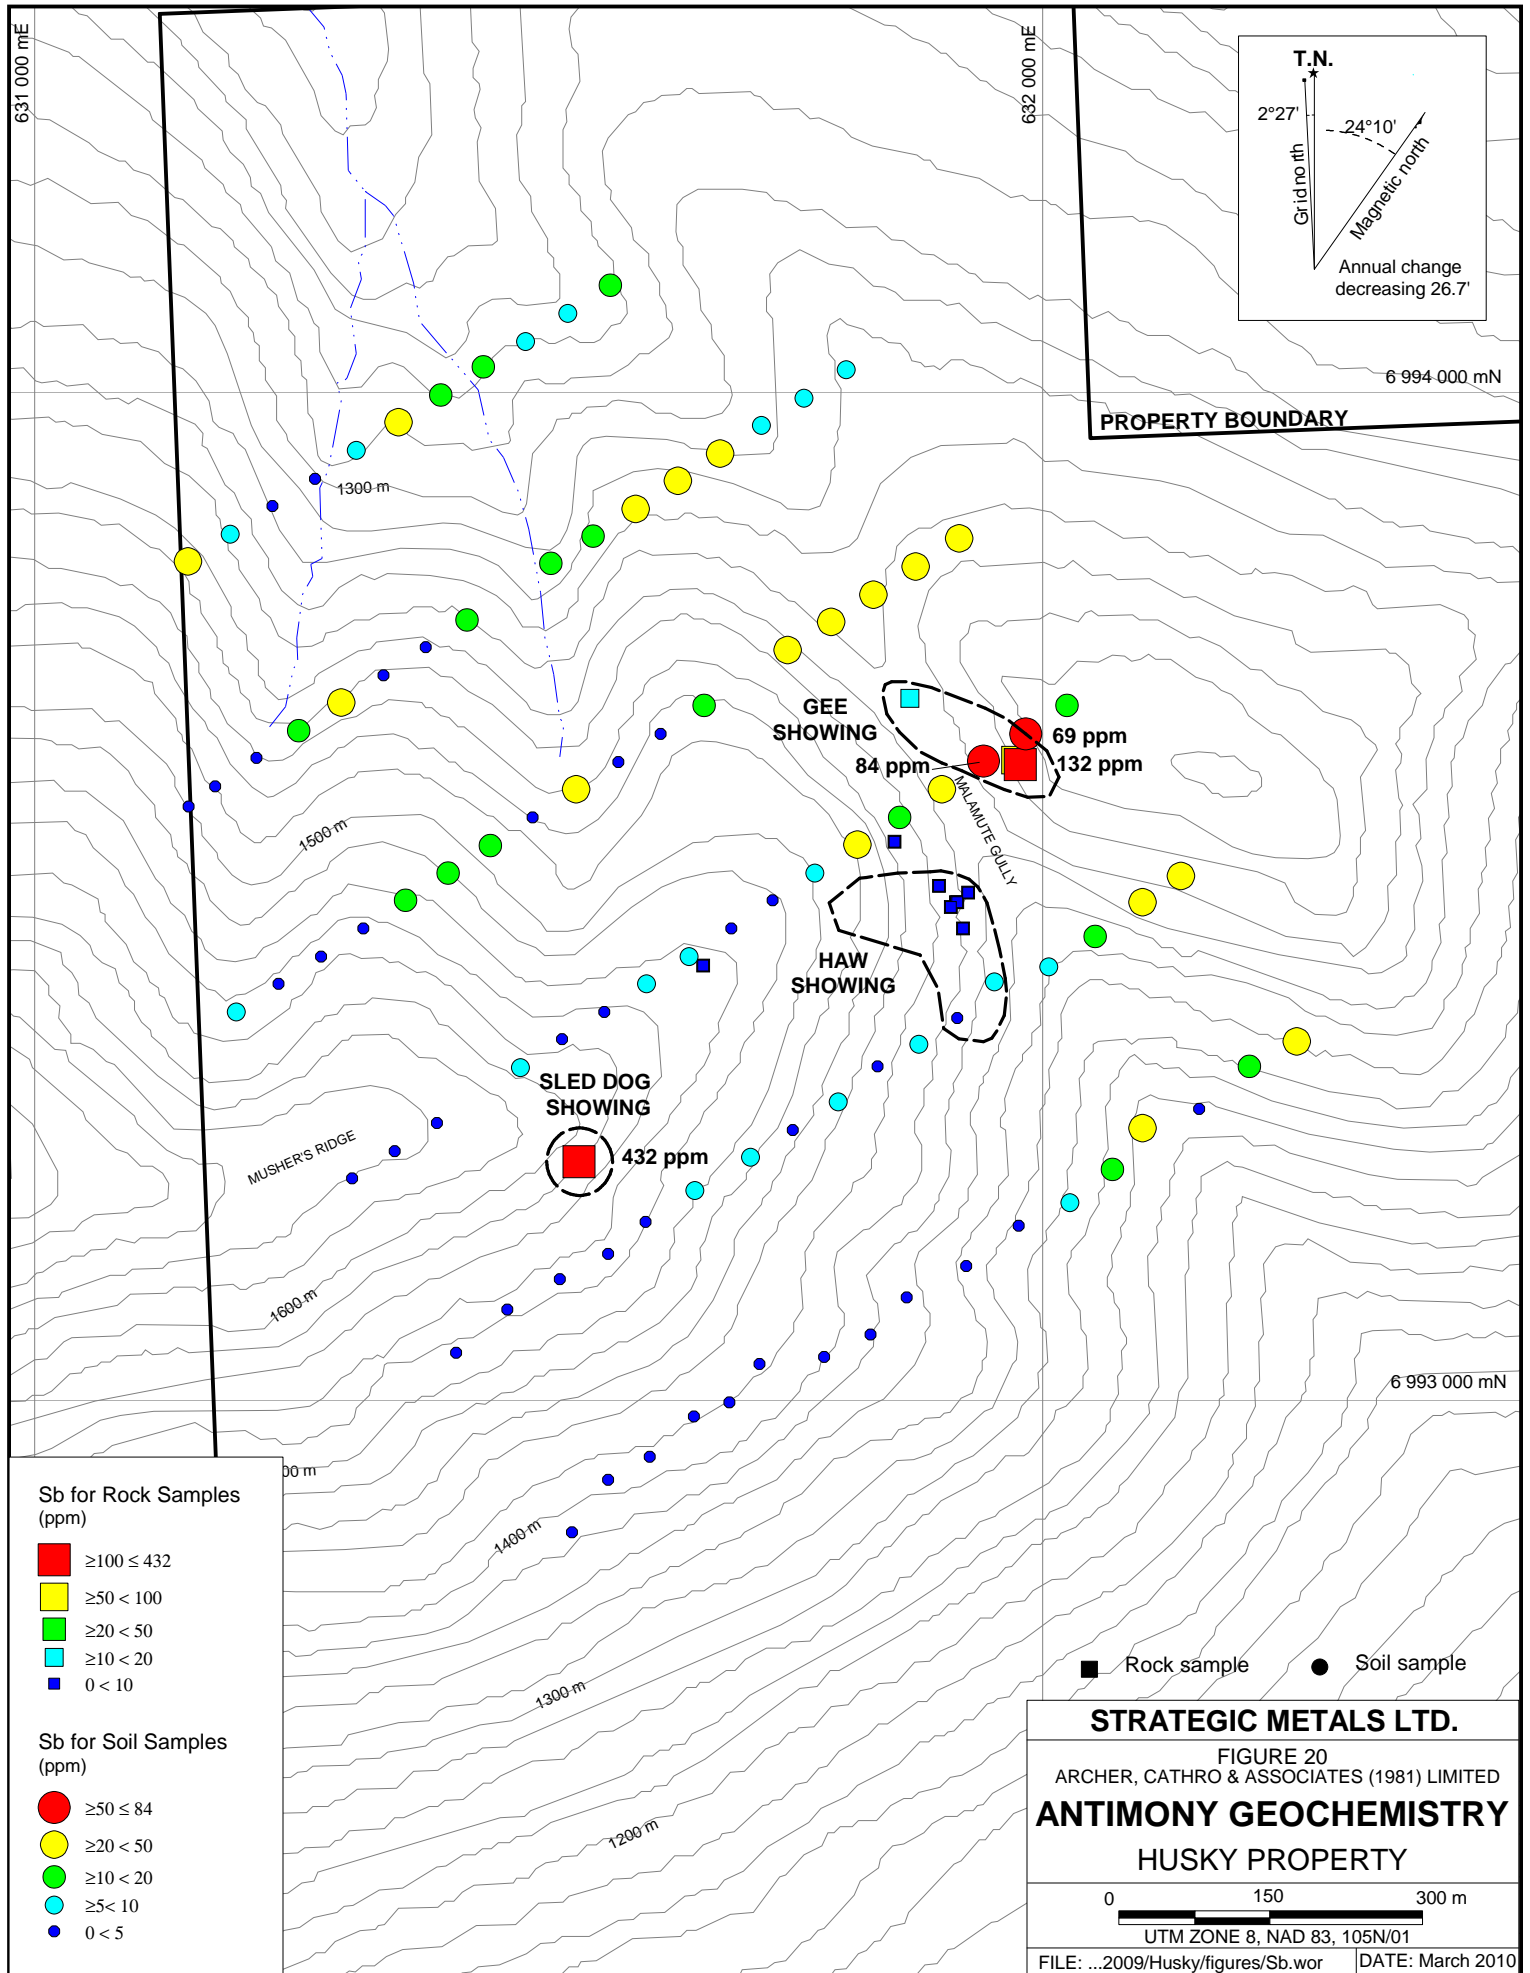 631 000 mE
632 000 mE
T.N.
2°27'
24°10'
Grid north
Magnetic north
Annual change
decreasing 26.7'
6 994 000 mN
PROPERTY BOUNDARY
1300 m
GEE
SHOWING
69 ppm
84 ppm
132 ppm
MALAMUTE GULLY
1500 m
HAW
SHOWING
SLED DOG
SHOWING
432 ppm
MUSHER'S RIDGE
1600 m
6 993 000 mN
00 m
1400 m
1300 m
1200 m
Sb for Rock Samples
(ppm)
≥100 ≤ 432
≥50 < 100
≥20 < 50
≥10 < 20
0 < 10
Sb for Soil Samples
(ppm)
≥50 ≤ 84
≥20 < 50
≥10 < 20
≥5< 10
0 < 5
Rock sample Soil sample
STRATEGIC METALS LTD.
FIGURE 20
ARCHER, CATHRO & ASSOCIATES (1981) LIMITED
ANTIMONY GEOCHEMISTRY
HUSKY PROPERTY
0 150 300 m
UTM ZONE 8, NAD 83, 105N/01
FILE: ...2009/Husky/figures/Sb.wor DATE: March 2010